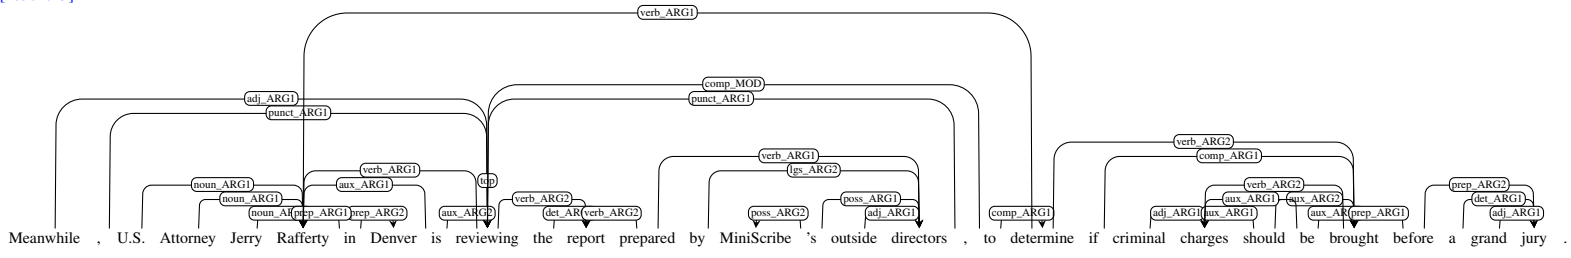 verb_ARG1
comp_MOD
adj_ARG1 punct_ARG1
punct_ARG1
verb_ARG2
verb_ARG1 comp_ARG1
verb_ARG1 lgs_ARG2
noun_ARG1 aux_ARG1 top verb_ARG2 prep_ARG2
noun_ARG1 verb_ARG2 poss_ARG1 aux_ARG1 aux_ARG2 det_ARG1
prep_ARG1 prep_ARG2 aux_ARG2 verb_ARG2 poss_ARG2 adj_ARG1 comp_ARG1 adj_ARG1 aux_ARG1 prep_ARG1 adj_ARG1
Meanwhile , U.S. Attorney Jerry Rafferty in Denver is reviewing the report prepared by MiniScribe 's outside directors , to determine if criminal charges should be brought before a grand jury .